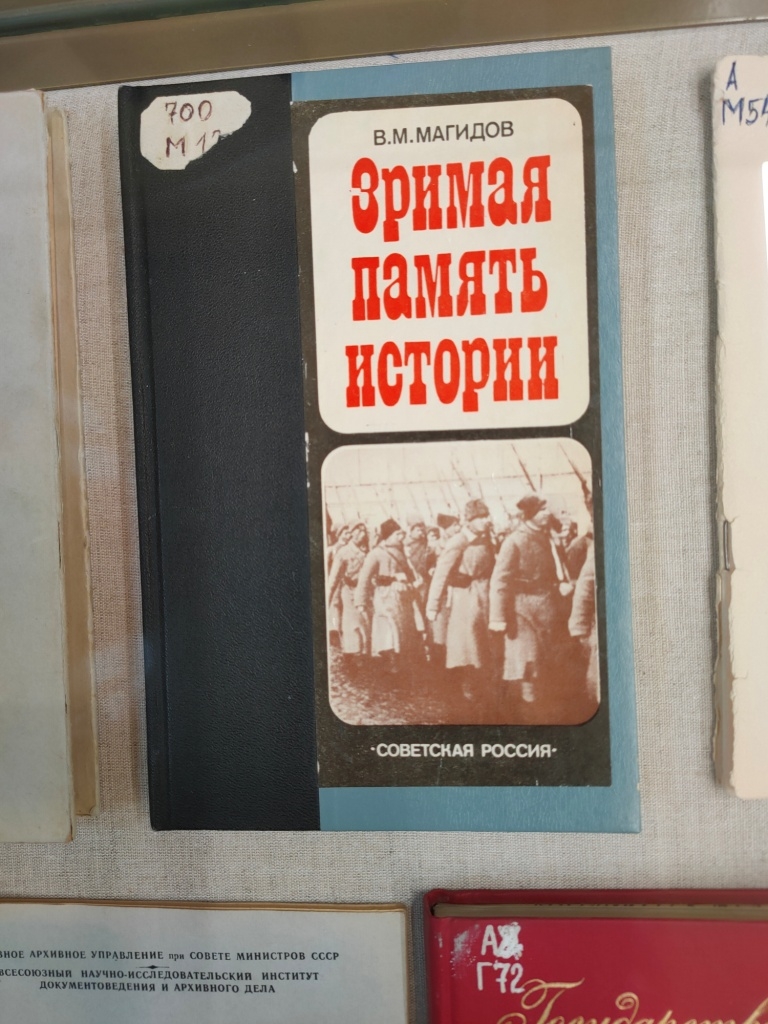 700
М
В.М.МАГИДОВ
Зримая
память
истории
·СОВЕТСКАЯ РОССИЯ·
А
М54
АРХИВНОЕ УПРАВЛЕНИЕ при СОВЕТЕ МИНИСТРОВ СССР
ВСЕСОЮЗНЫЙ НАУЧНО-ИССЛЕДОВАТЕЛЬСКИЙ ИНСТИТУТ
ДОКУМЕНТОВЕДЕНИЯ И АРХИВНОГО ДЕЛА
А
Г72